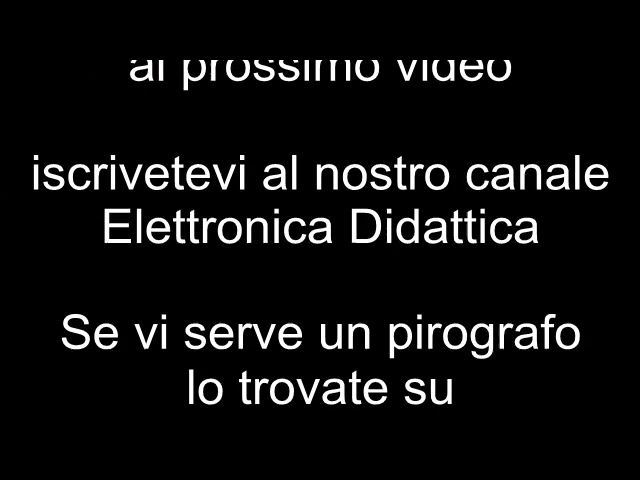 al prossimo video
iscrivetevi al nostro canale
Elettronica Didattica
Se vi serve un pirografo
lo trovate su